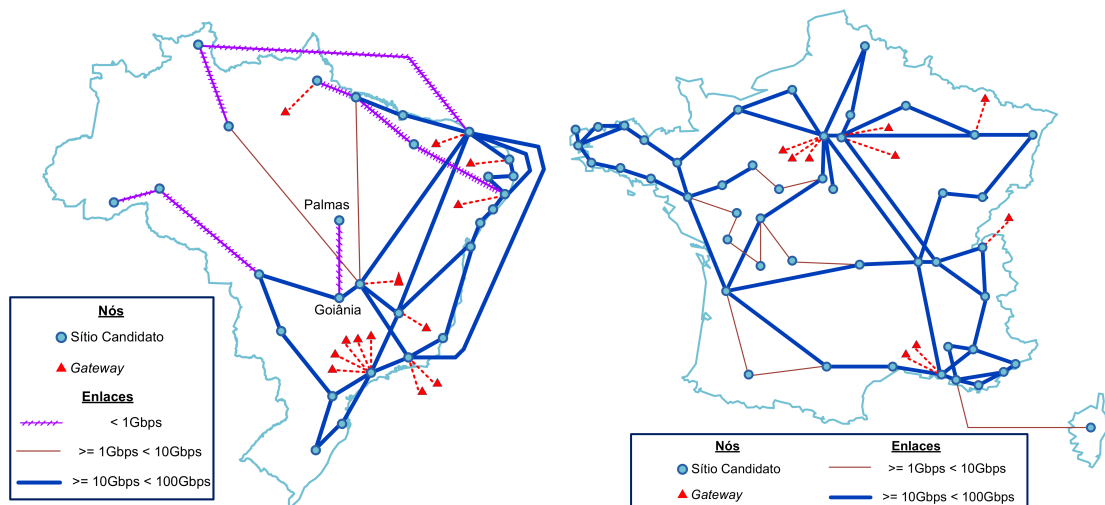 Palmas
Goiânia
Nós
Sítio Candidato
Gateway
Enlaces
< 1Gbps
>= 1Gbps < 10Gbps
>= 10Gbps < 100Gbps
Nós
Enlaces
Sítio Candidato
>= 1Gbps < 10Gbps
Gateway
>= 10Gbps < 100Gbps